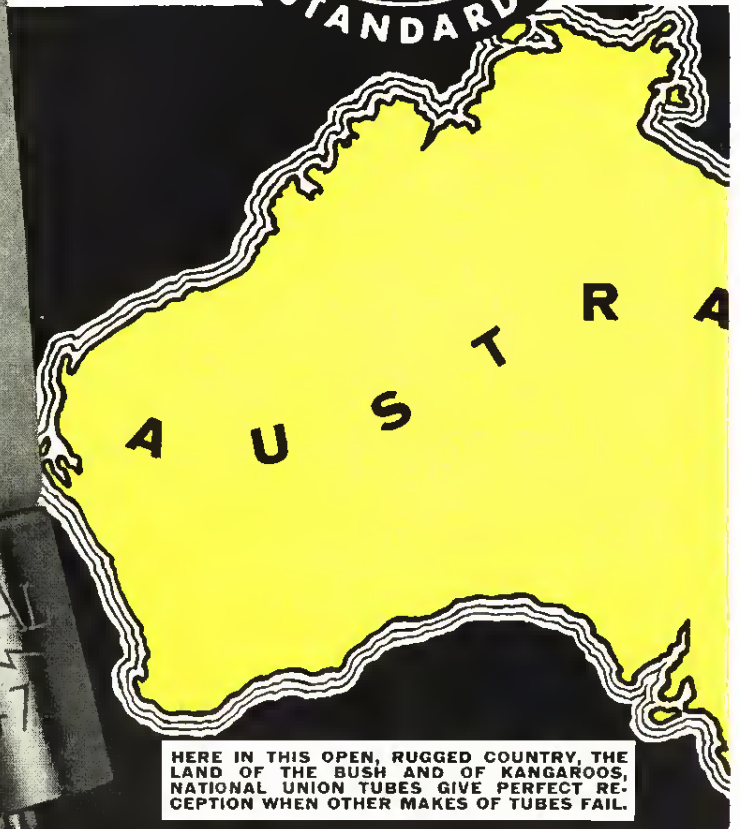 STANDARD
A U S T R A
HERE IN THIS OPEN, RUGGED COUNTRY, THE
LAND OF THE BUSH AND OF KANGAROOS,
NATIONAL UNION TUBES GIVE PERFECT RE-
CEPTION WHEN OTHER MAKES OF TUBES FAIL.